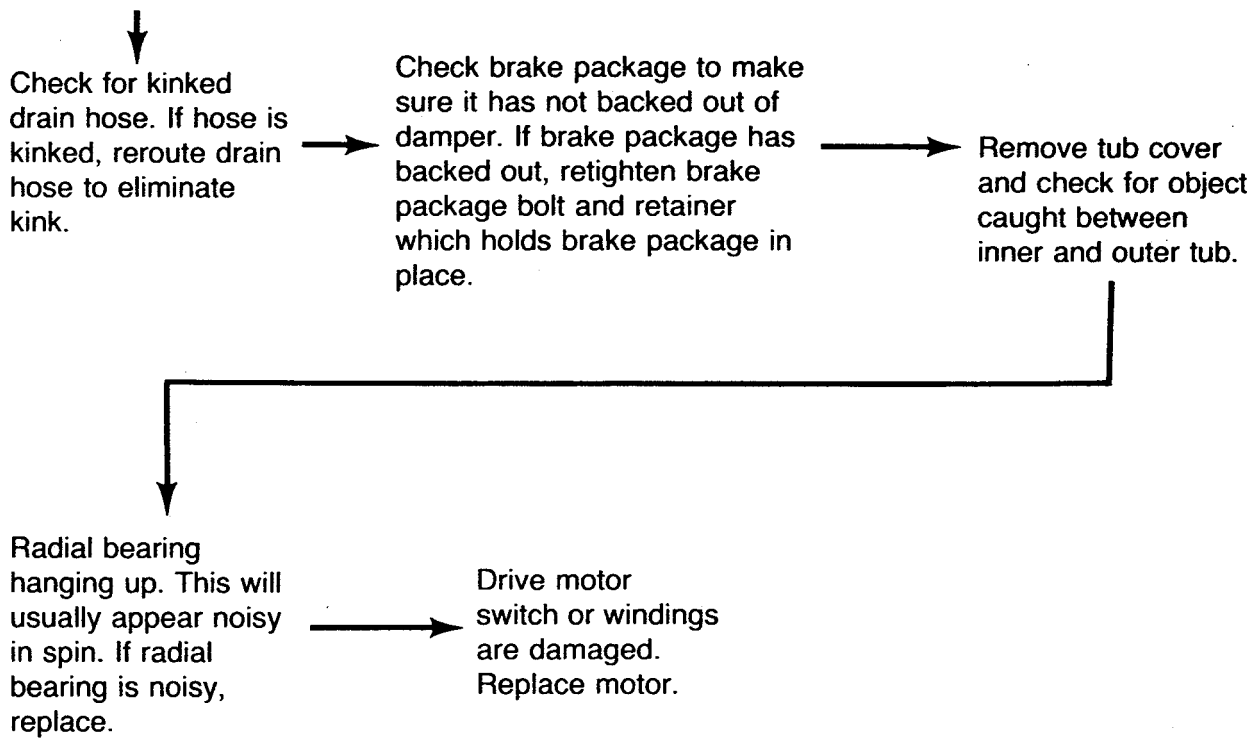 Check for kinked
drain hose. If hose is
kinked, reroute drain
hose to eliminate
kink.
Check brake package to make
sure it has not backed out of
damper. If brake package has
backed out, retighten brake
package bolt and retainer
which holds brake package in
place.
Remove tub cover
and check for object
caught between
inner and outer tub.
Radial bearing
hanging up. This will
usually appear noisy
in spin. If radial
bearing is noisy,
replace.
Drive motor
switch or windings
are damaged.
Replace motor.